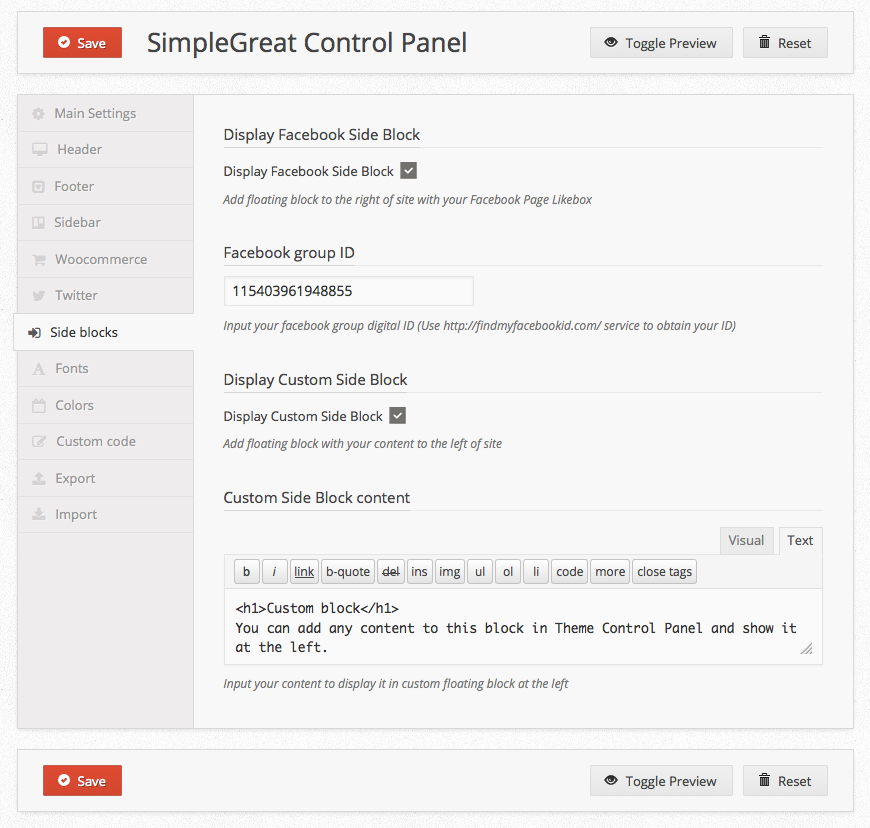 Save
SimpleGreat Control Panel
Toggle Preview
Reset
Main Settings
Header
Footer
Sidebar
Woocommerce
Twitter
Side blocks
Fonts
Colors
Custom code
Export
Import
Display Facebook Side Block
Display Facebook Side Block
Add floating block to the right of site with your Facebook Page Likebox
Facebook group ID
115403961948855
Input your facebook group digital ID (Use http://findmyfacebookid.com/ service to obtain your ID)
Display Custom Side Block
Display Custom Side Block
Add floating block with your content to the left of site
Custom Side Block content
Visual Text
b i link b-quote del ins img ul ol li code more close tags
<h1>Custom block</h1>
You can add any content to this block in Theme Control Panel and show it
at the left.
Input your content to display it in custom floating block at the left
Save
Toggle Preview
Reset